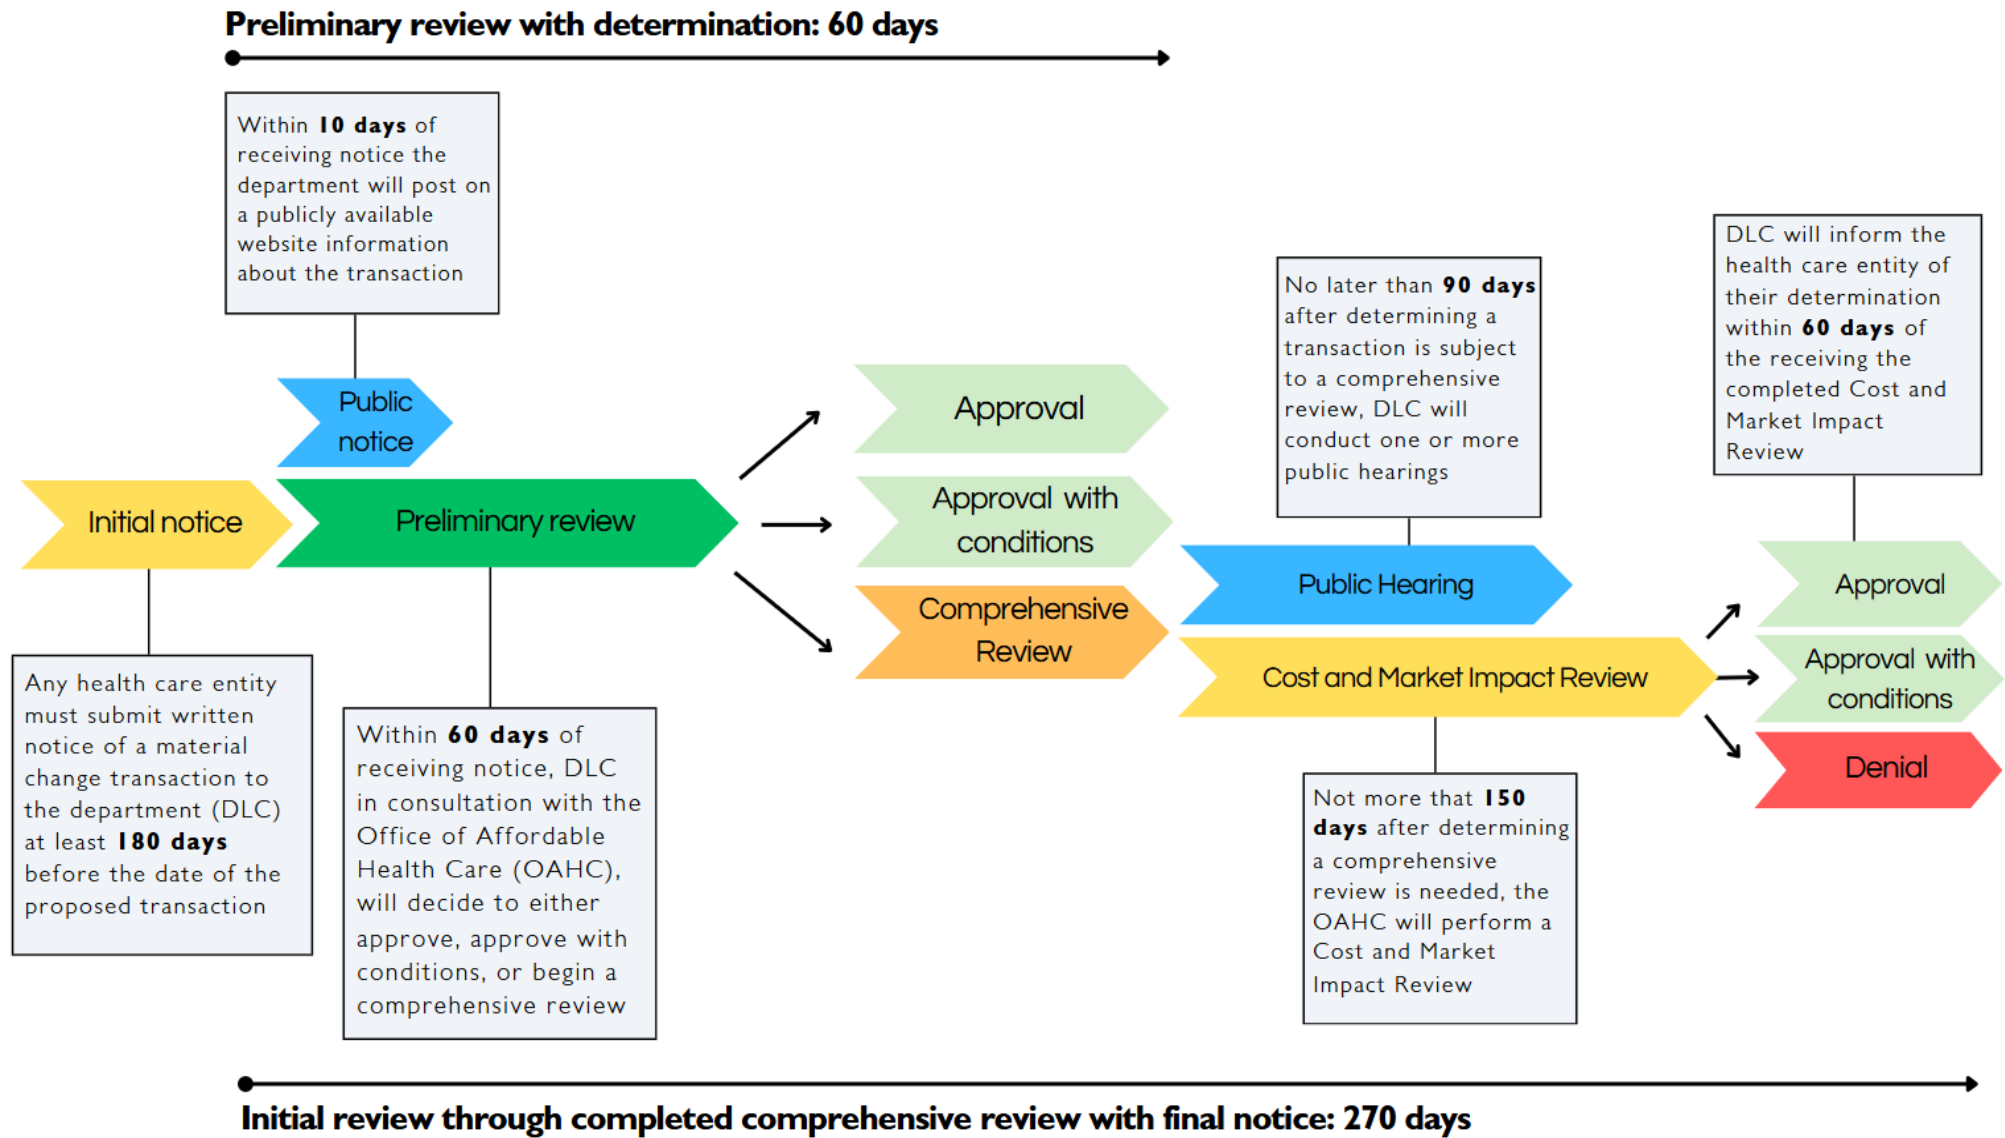 Preliminary review with determination: 60 days
Within 10 days of
receiving notice the
department will post on
a publicly available
website information
about the transaction
Public
notice
Initial notice
Any health care entity
must submit written
notice of a material
change transaction to
the department (DLC)
at least 180 days
before the date of the
proposed transaction
Preliminary review
Within 60 days of
receiving notice, DLC
in consultation with the
Office of Affordable
Health Care (OAHC),
will decide to either
approve, approve with
conditions, or begin a
comprehensive review
Approval
Approval with
conditions
Comprehensive
Review
No later than 90 days
after determining a
transaction is subject
to a comprehensive
review, DLC will
conduct one or more
public hearings
Public Hearing
Cost and Market Impact Review
Not more that 150
days after determining
a comprehensive
review is needed, the
OAHC will perform a
Cost and Market
Impact Review
DLC will inform the
health care entity of
their determination
within 60 days of
the receiving the
completed Cost and
Market Impact
Review
Approval
Approval with
conditions
Denial
Initial review through completed comprehensive review with final notice: 270 days